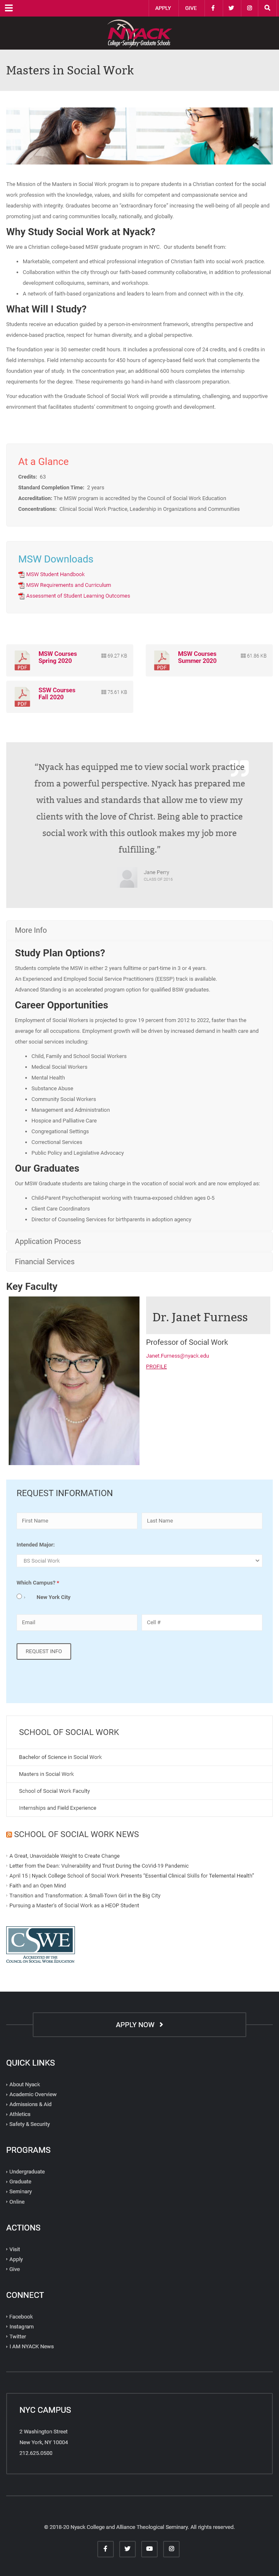 APPLY
GIVE
NYACK
College · Seminary · Graduate School
Masters in Social Work
The Mission of the Masters in Social Work program is to prepare students in a Christian context for the social
work profession with the knowledge, values, and skills for competent and compassionate service and
leadership with integrity. Graduates become an "extraordinary force" increasing the well-being of all people and
promoting just and caring communities locally, nationally, and globally.
Why Study Social Work at Nyack?
We are a Christian college-based MSW graduate program in NYC. Our students benefit from:
• Marketable, competent and ethical professional integration of Christian faith into social work practice.
• Collaboration within the city through our faith-based community collaborative, in addition to professional
development colloquiums, seminars, and workshops.
• A network of faith-based organizations and leaders to learn from and connect with in the city.
What Will I Study?
Students receive an education guided by a person-in-environment framework, strengths perspective and
evidence-based practice, respect for human diversity, and a global perspective.
The foundation year is 30 semester credit hours. It includes a professional core of 24 credits, and 6 credits in
field internships. Field internship accounts for 450 hours of agency-based field work that complements the
foundation year of study. In the concentration year, an additional 600 hours completes the internship
requirements for the degree. These requirements go hand-in-hand with classroom preparation.
Your education with the Graduate School of Social Work will provide a stimulating, challenging, and supportive
environment that facilitates students' commitment to ongoing growth and development.
At a Glance
Credits: 63
Standard Completion Time: 2 years
Accreditation: The MSW program is accredited by the Council of Social Work Education
Concentrations: Clinical Social Work Practice, Leadership in Organizations and Communities
MSW Downloads
MSW Student Handbook
MSW Requirements and Curriculum
Assessment of Student Learning Outcomes
PDF
MSW Courses
Spring 2020
69.27 KB
PDF
MSW Courses
Summer 2020
61.86 KB
PDF
SSW Courses
Fall 2020
75.61 KB
"Nyack has equipped me to view social work practice
from a powerful perspective. Nyack has prepared me
with values and standards that allow me to view my
clients with the love of Christ. Being able to practice
social work with this outlook makes my job more
fulfilling."
Jane Perry
CLASS OF 2018
More Info
Study Plan Options?
Students complete the MSW in either 2 years fulltime or part-time in 3 or 4 years.
An Experienced and Employed Social Service Practitioners (EESSP) track is available.
Advanced Standing is an accelerated program option for qualified BSW graduates.
Career Opportunities
Employment of Social Workers is projected to grow 19 percent from 2012 to 2022, faster than the
average for all occupations. Employment growth will be driven by increased demand in health care and
other social services including:
• Child, Family and School Social Workers
• Medical Social Workers
• Mental Health
• Substance Abuse
• Community Social Workers
• Management and Administration
• Hospice and Palliative Care
• Congregational Settings
• Correctional Services
• Public Policy and Legislative Advocacy
Our Graduates
Our MSW Graduate students are taking charge in the vocation of social work and are now employed as:
• Child-Parent Psychotherapist working with trauma-exposed children ages 0-5
• Client Care Coordinators
• Director of Counseling Services for birthparents in adoption agency
Application Process
Financial Services
Key Faculty
Dr. Janet Furness
Professor of Social Work
Janet.Furness@nyack.edu
PROFILE
REQUEST INFORMATION
First Name
Last Name
Intended Major:
BS Social Work
Which Campus? *
New York City
Email
Cell #
REQUEST INFO
SCHOOL OF SOCIAL WORK
Bachelor of Science in Social Work
Masters in Social Work
School of Social Work Faculty
Internships and Field Experience
SCHOOL OF SOCIAL WORK NEWS
A Great, Unavoidable Weight to Create Change
Letter from the Dean: Vulnerability and Trust During the CoVid-19 Pandemic
April 15 | Nyack College School of Social Work Presents "Essential Clinical Skills for Telemental Health"
Faith and an Open Mind
Transition and Transformation: A Small-Town Girl in the Big City
Pursuing a Master's of Social Work as a HEOP Student
CSWE
ACCREDITED BY THE
COUNCIL ON SOCIAL WORK EDUCATION
APPLY NOW
QUICK LINKS
About Nyack
Academic Overview
Admissions & Aid
Athletics
Safety & Security
PROGRAMS
Undergraduate
Graduate
Seminary
Online
ACTIONS
Visit
Apply
Give
CONNECT
Facebook
Instagram
Twitter
I AM NYACK News
NYC CAMPUS
2 Washington Street
New York, NY 10004
212.625.0500
© 2018-20 Nyack College and Alliance Theological Seminary. All rights reserved.